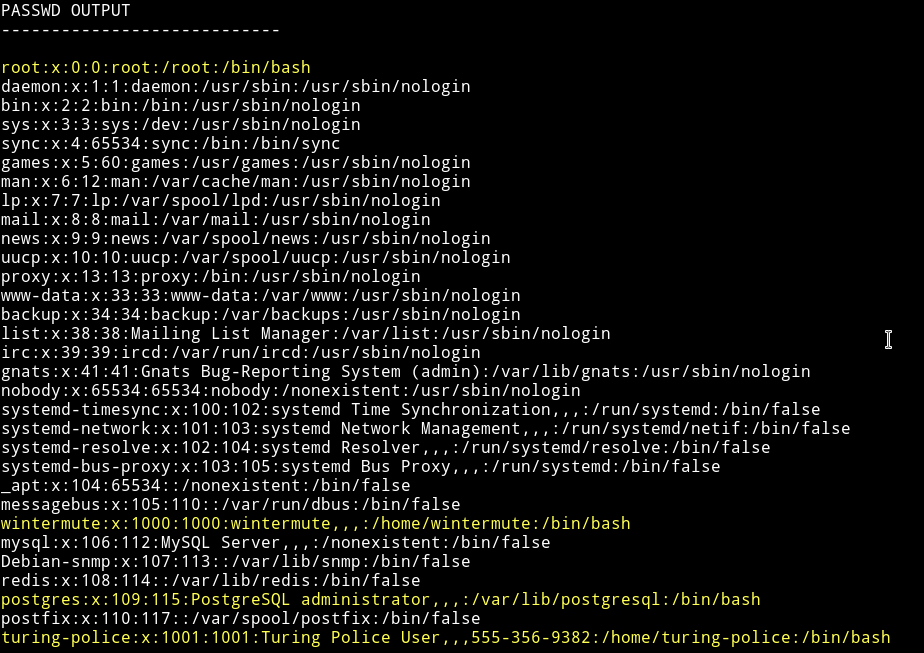 PASSWD OUTPUT
----------------------------
root:x:0:0:root:/root:/bin/bash
daemon:x:1:1:daemon:/usr/sbin:/usr/sbin/nologin
bin:x:2:2:bin:/bin:/usr/sbin/nologin
sys:x:3:3:sys:/dev:/usr/sbin/nologin
sync:x:4:65534:sync:/bin:/bin/sync
games:x:5:60:games:/usr/games:/usr/sbin/nologin
man:x:6:12:man:/var/cache/man:/usr/sbin/nologin
lp:x:7:7:lp:/var/spool/lpd:/usr/sbin/nologin
mail:x:8:8:mail:/var/mail:/usr/sbin/nologin
news:x:9:9:news:/var/spool/news:/usr/sbin/nologin
uucp:x:10:10:uucp:/var/spool/uucp:/usr/sbin/nologin
proxy:x:13:13:proxy:/bin:/usr/sbin/nologin
www-data:x:33:33:www-data:/var/www:/usr/sbin/nologin
backup:x:34:34:backup:/var/backups:/usr/sbin/nologin
list:x:38:38:Mailing List Manager:/var/list:/usr/sbin/nologin
irc:x:39:39:ircd:/var/run/ircd:/usr/sbin/nologin
gnats:x:41:41:Gnats Bug-Reporting System (admin):/var/lib/gnats:/usr/sbin/nologin
nobody:x:65534:65534:nobody:/nonexistent:/usr/sbin/nologin
systemd-timesync:x:100:102:systemd Time Synchronization,,,:/run/systemd:/bin/false
systemd-network:x:101:103:systemd Network Management,,,:/run/systemd/netif:/bin/false
systemd-resolve:x:102:104:systemd Resolver,,,:/run/systemd/resolve:/bin/false
systemd-bus-proxy:x:103:105:systemd Bus Proxy,,,:/run/systemd:/bin/false
_apt:x:104:65534::/nonexistent:/bin/false
messagebus:x:105:110::/var/run/dbus:/bin/false
wintermute:x:1000:1000:wintermute,,,:/home/wintermute:/bin/bash
mysql:x:106:112:MySQL Server,,,:/nonexistent:/bin/false
Debian-snmp:x:107:113::/var/lib/snmp:/bin/false
redis:x:108:114::/var/lib/redis:/bin/false
postgres:x:109:115:PostgreSQL administrator,,,:/var/lib/postgresql:/bin/bash
postfix:x:110:117::/var/spool/postfix:/bin/false
turing-police:x:1001:1001:Turing Police User,,,555-356-9382:/home/turing-police:/bin/bash